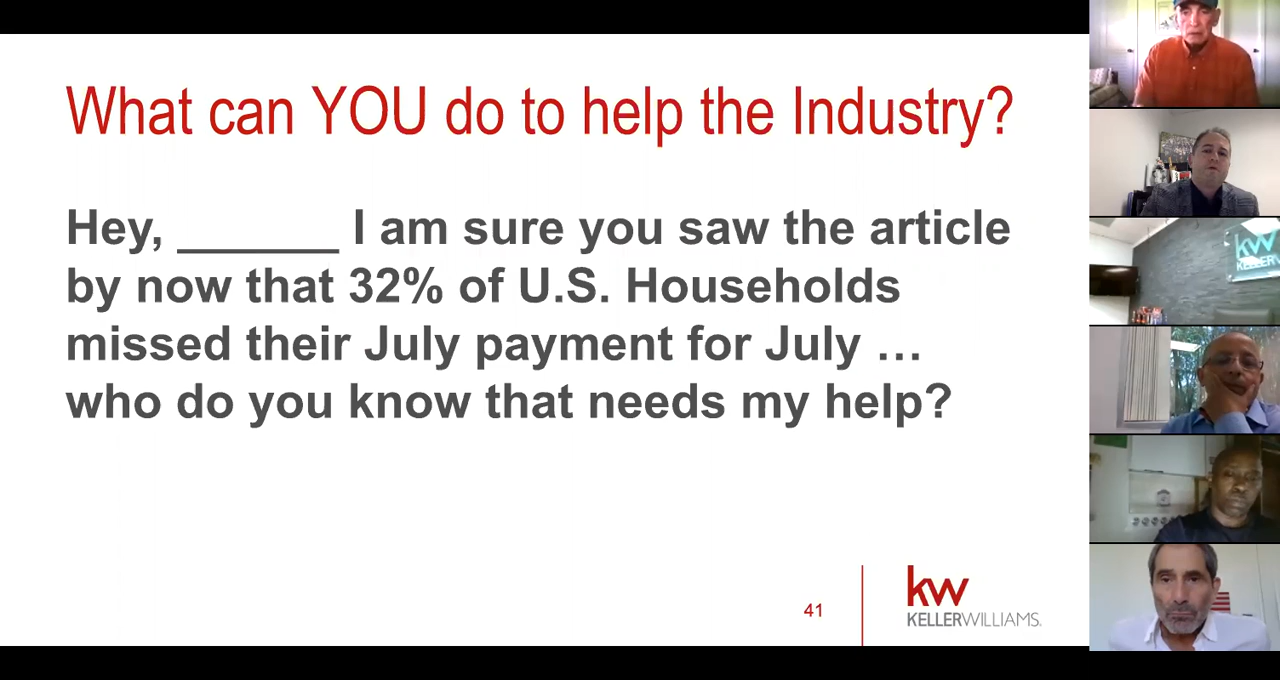 What can YOU do to help the Industry?
Hey, ______ I am sure you saw the article
by now that 32% of U.S. Households
missed their July payment for July …
who do you know that needs my help?
41
kw
KELLERWILLIAMS.
kw